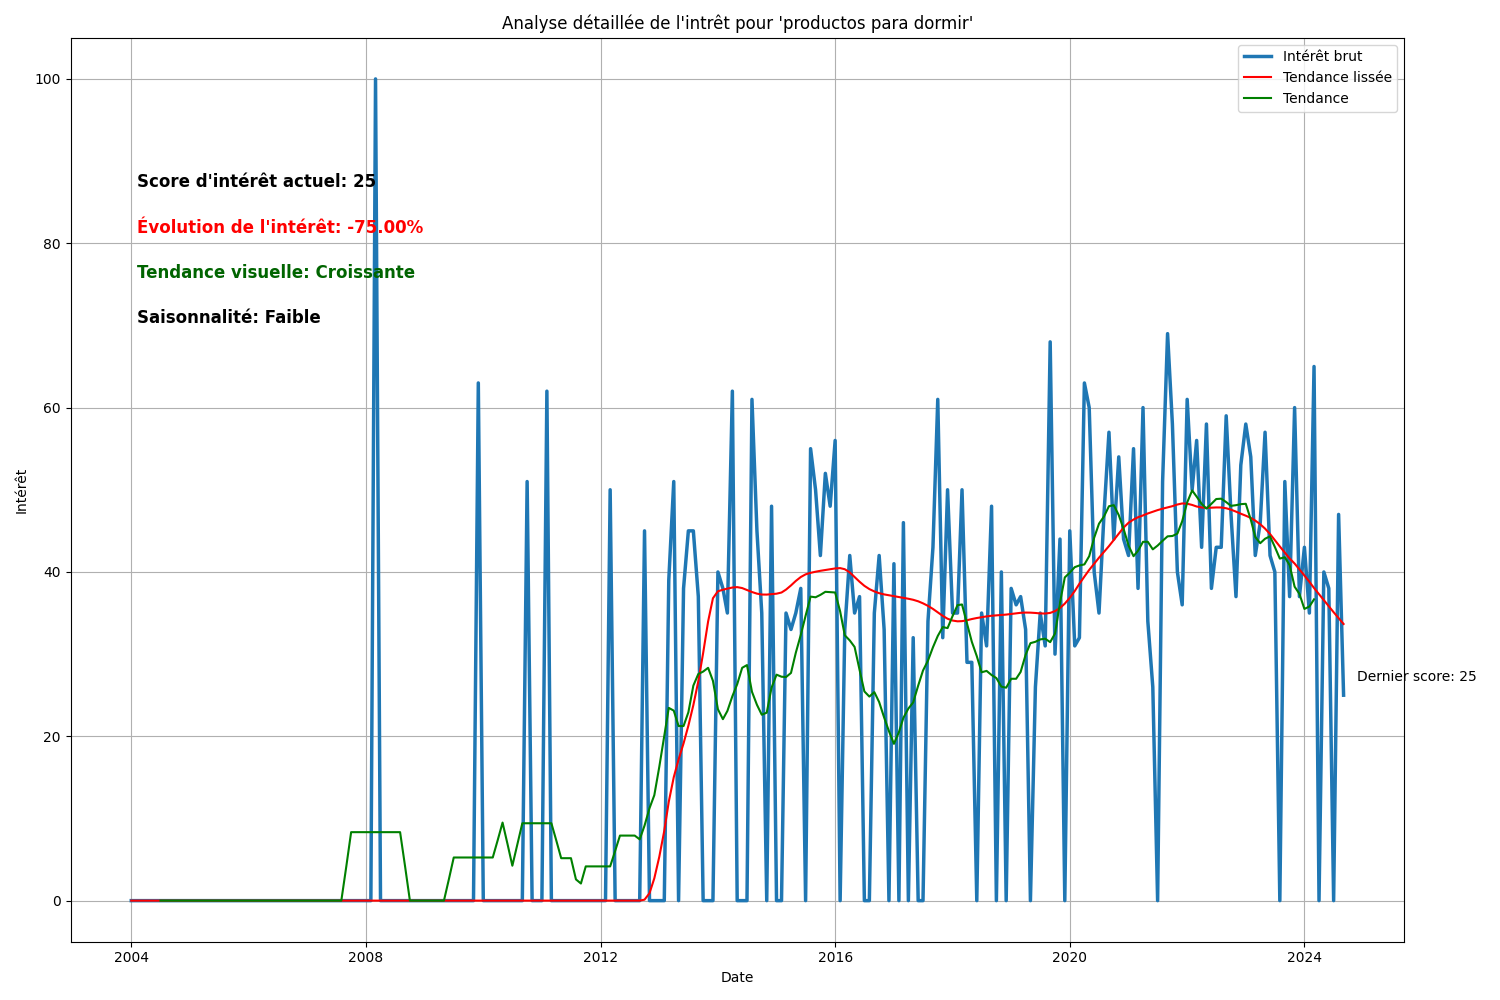 Analyse détaillée de l'intrêt pour 'productos para dormir'
Intérêt brut
Tendance lissée
Tendance
Score d'intérêt actuel: 25
Évolution de l'intérêt: -75.00%
Tendance visuelle: Croissante
Saisonnalité: Faible
Dernier score: 25
Intérêt
100
80
60
40
20
0
2004
2008
2012
2016
2020
2024
Date